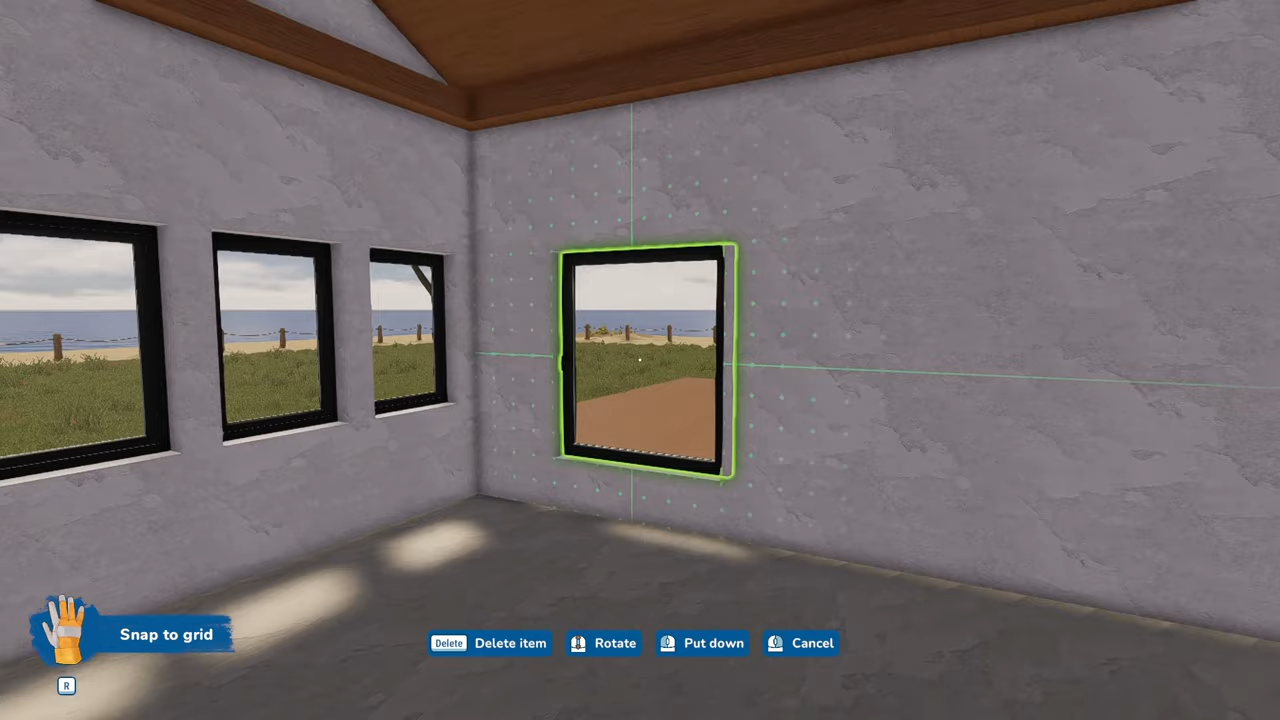 Snap to grid
R
Delete Delete item
Rotate
Put down
Cancel